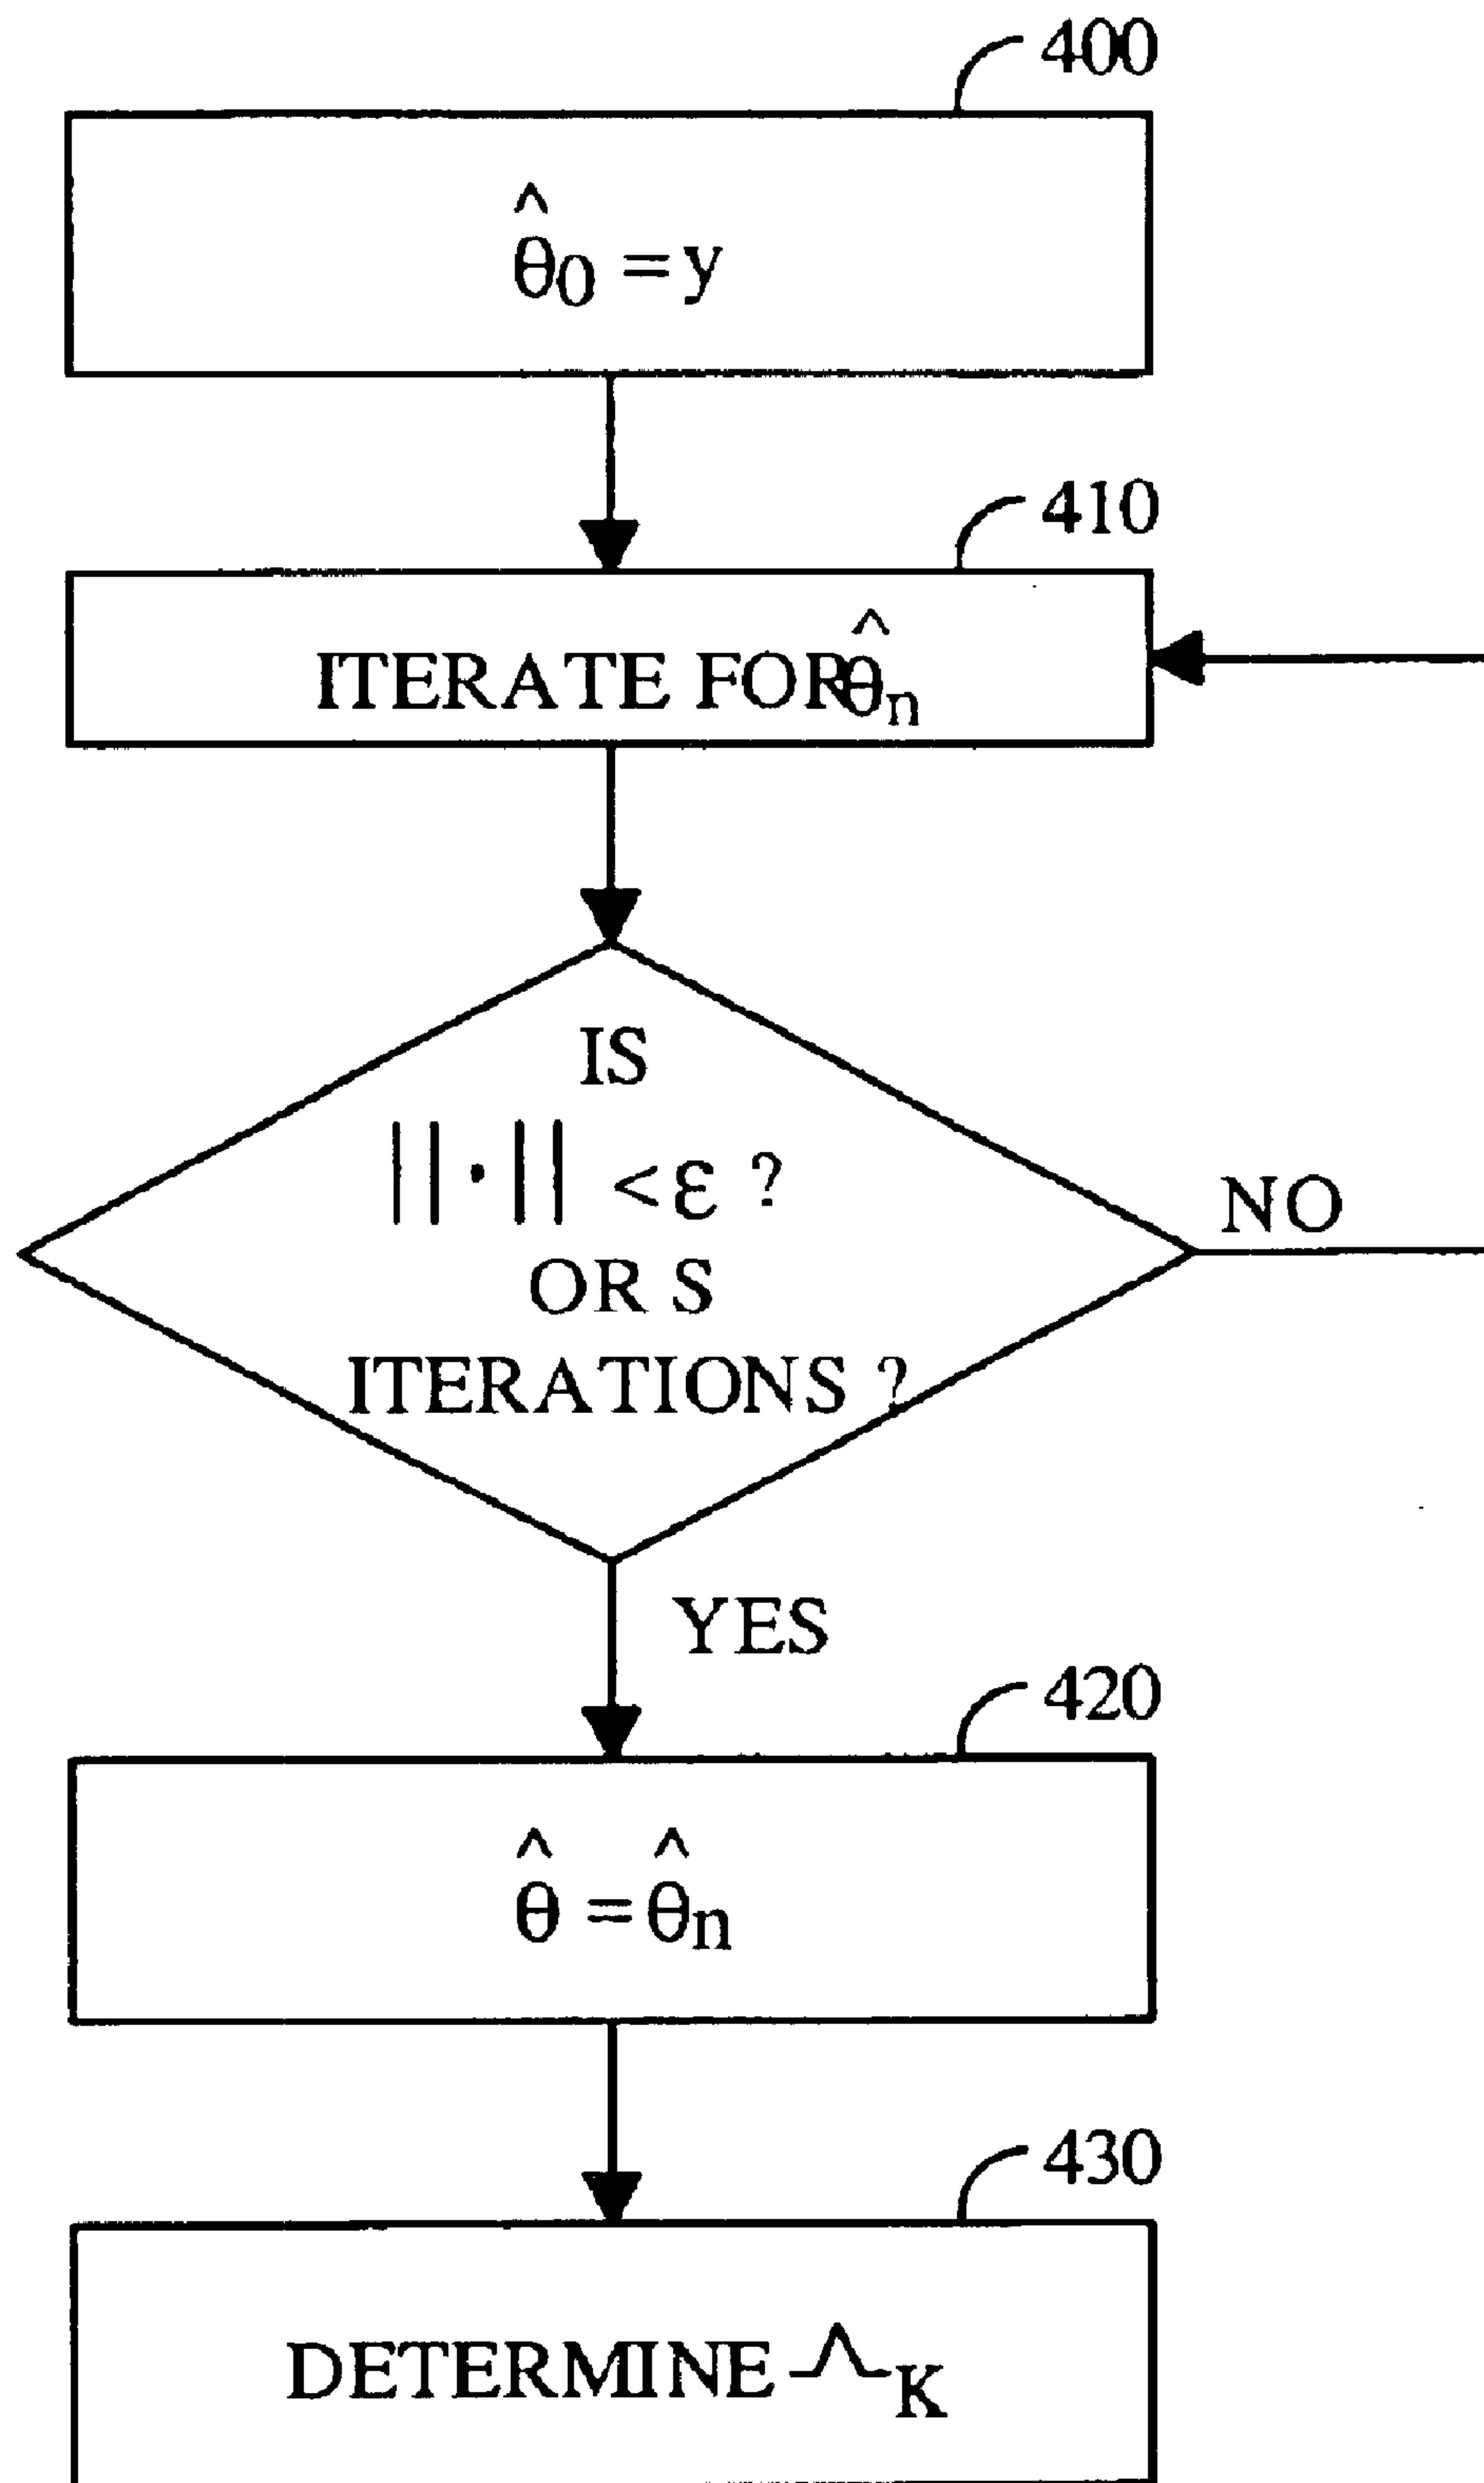 400
θ̂₀ = y
410
ITERATE FOR θ̂ₙ
IS
||·|| < ε ?
OR S
ITERATIONS ?
NO
YES
420
θ̂ = θ̂ₙ
430
DETERMINE Λ_K